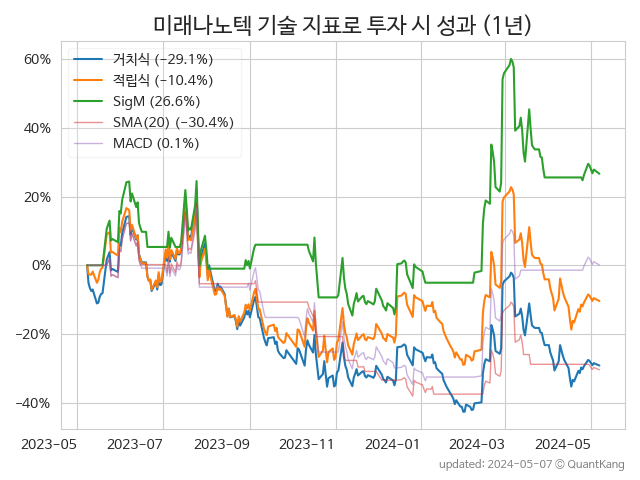 미래나노텍 기술 지표로 투자 시 성과 (1년)
60%
40%
20%
0%
−20%
−40%
거치식 (−29.1%)
적립식 (−10.4%)
SigM (26.6%)
SMA(20) (−30.4%)
MACD (0.1%)
2023-05 2023-07 2023-09 2023-11 2024-01 2024-03 2024-05
updated: 2024-05-07 © QuantKang